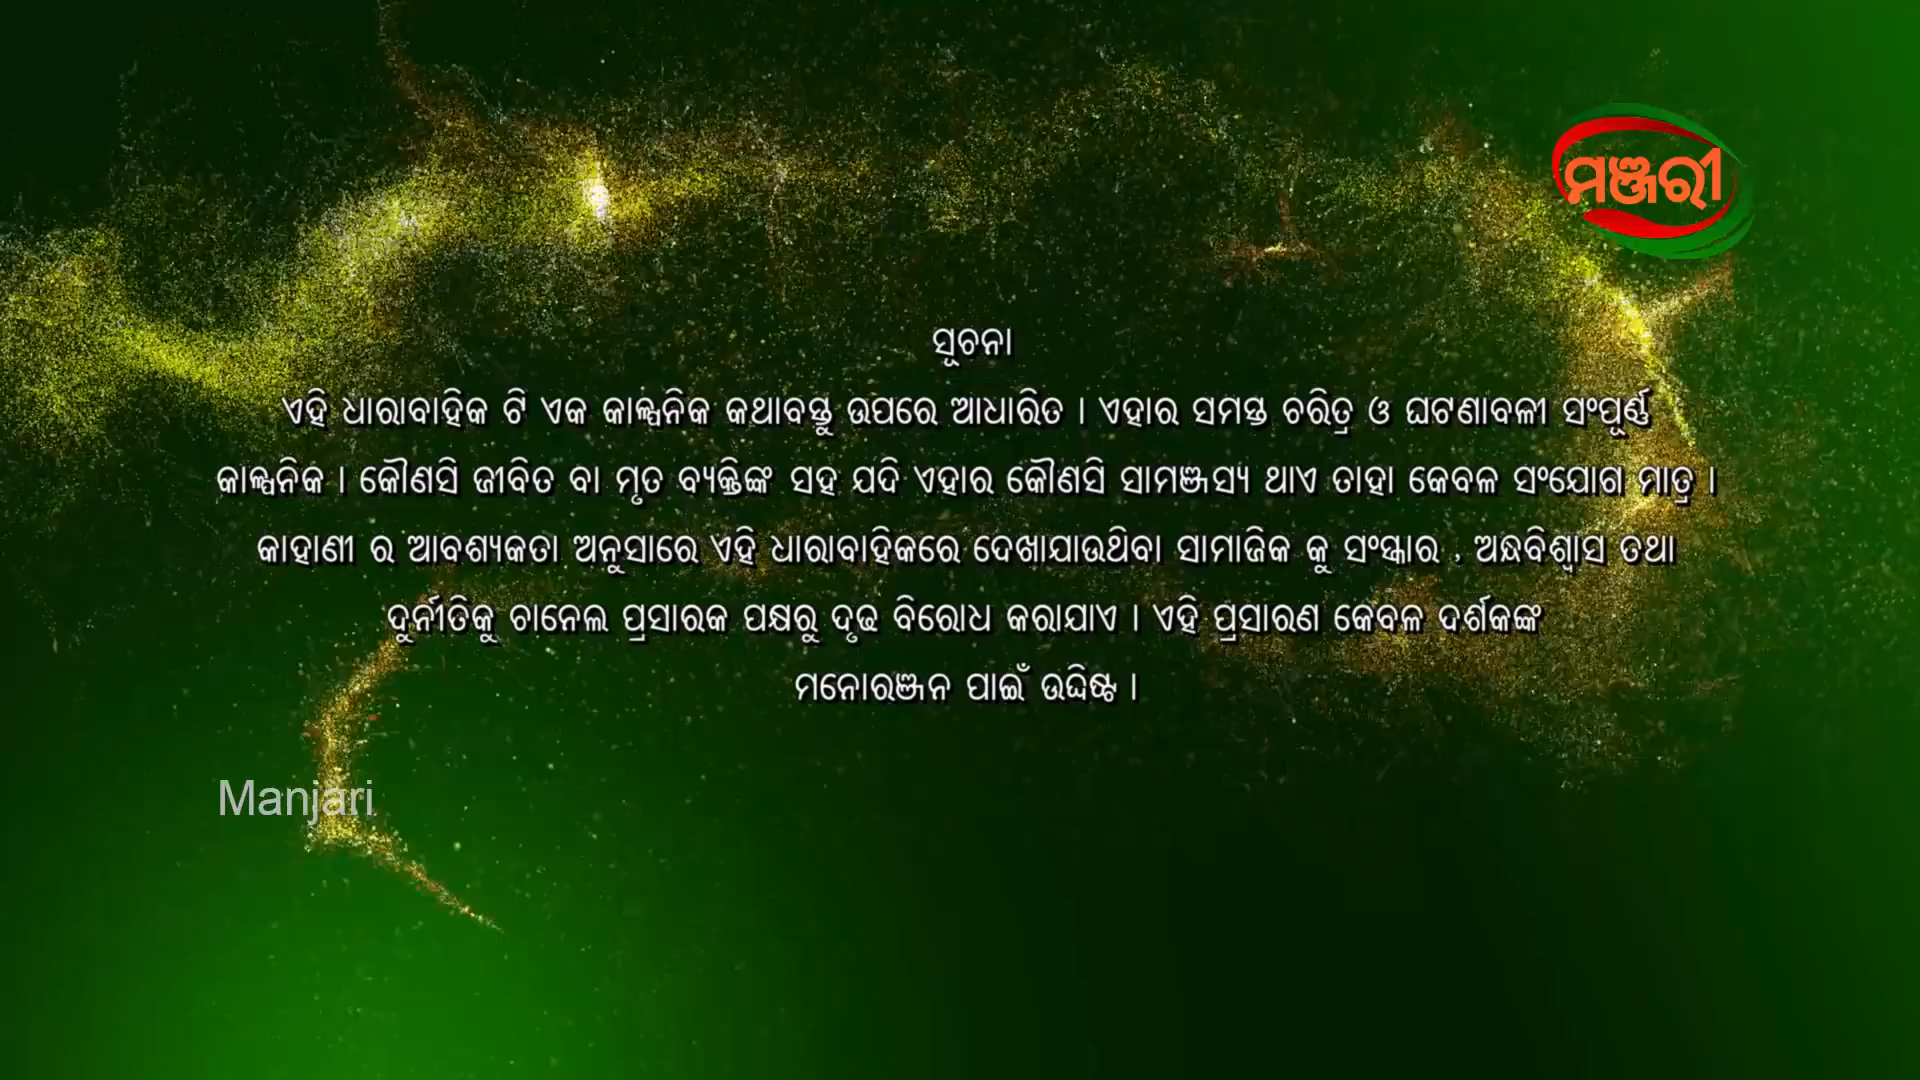 ମଞ୍ଜରୀ
ସୂଚନା
ଏହି ଧାରାବାହିକ ଟି ଏକ କାଳ୍ପନିକ କଥାବସ୍ତୁ ଉପରେ ଆଧାରିତ । ଏହାର ସମସ୍ତ ଚରିତ୍ର ଓ ଘଟଣାବଳୀ ସଂପୂର୍ଣ୍ଣ
କାଳ୍ପନିକ । କୌଣସି ଜୀବିତ ବା ମୃତ ବ୍ୟକ୍ତିଙ୍କ ସହ ଯଦି ଏହାର କୌଣସି ସାମଞ୍ଜସ୍ୟ ଥାଏ ତାହା କେବଳ ସଂଯୋଗ ମାତ୍ର ।
କାହାଣୀ ର ଆବଶ୍ୟକତା ଅନୁସାରେ ଏହି ଧାରାବାହିକରେ ଦେଖାଯାଉଥିବା ସାମାଜିକ କୁ ସଂସ୍କାର , ଅନ୍ଧବିଶ୍ୱାସ ତଥା
ଦୁର୍ନୀତିକୁ ଚାନେଲ ପ୍ରସାରକ ପକ୍ଷରୁ ଦୃଢ ବିରୋଧ କରାଯାଏ । ଏହି ପ୍ରସାରଣ କେବଳ ଦର୍ଶକଙ୍କ
ମନୋରଞ୍ଜନ ପାଇଁ ଉଦ୍ଦିଷ୍ଟ ।
Manjari